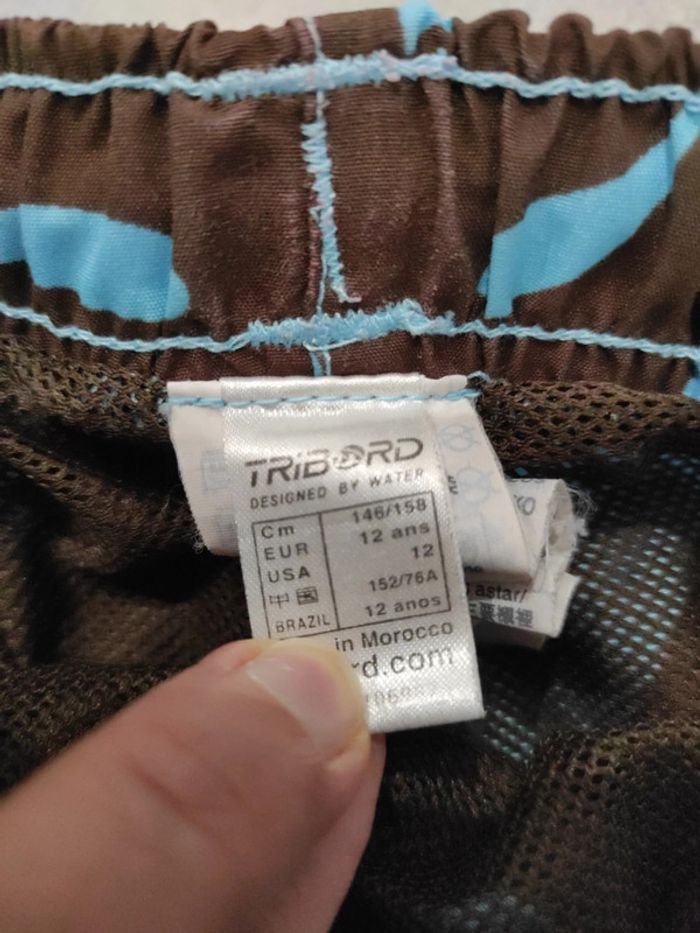 TRIBORD
DESIGNED BY WATER
Cm 146/158
EUR 12 ans
USA 12
中国 152/76A
BRAZIL 12 anos
in Morocco
rd.com
astar/